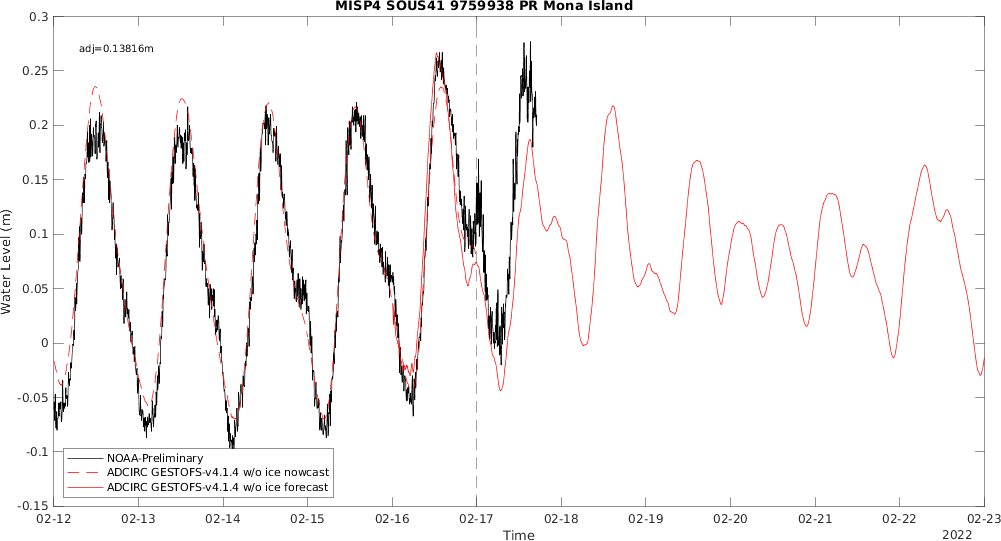 MISP4 SOUS41 9759938 PR Mona Island
adj=0.13816m
0.3
0.25
0.2
0.15
0.1
0.05
0
-0.05
-0.1
-0.15
Water Level (m)
NOAA-Preliminary
ADCIRC GESTOFS-v4.1.4 w/o ice nowcast
ADCIRC GESTOFS-v4.1.4 w/o ice forecast
02-12 02-13 02-14 02-15 02-16 02-17 02-18 02-19 02-20 02-21 02-22 02-23
Time
2022